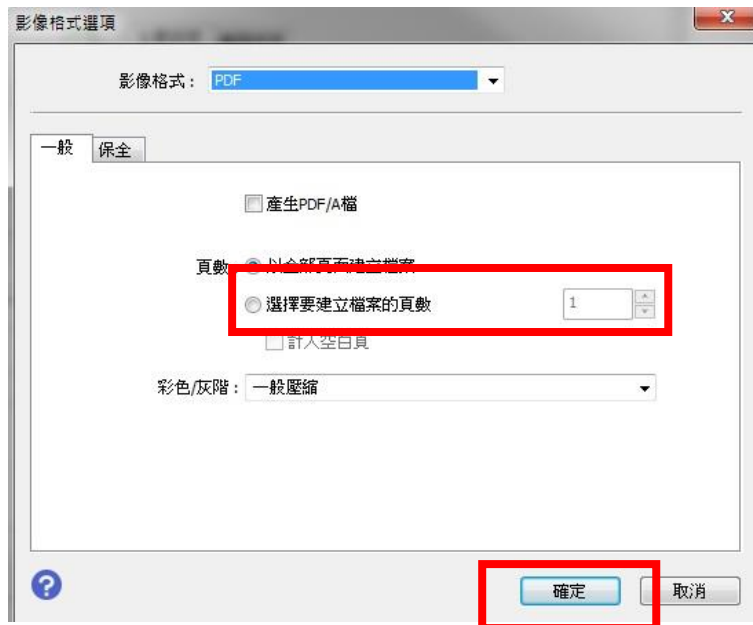 影像格式選項
影像格式： PDF
一般 保全
產生PDF/A檔
頁數 以全部頁面建立檔案
選擇要建立檔案的頁數 1
計入空白頁
彩色/灰階： 一般壓縮
確定 取消